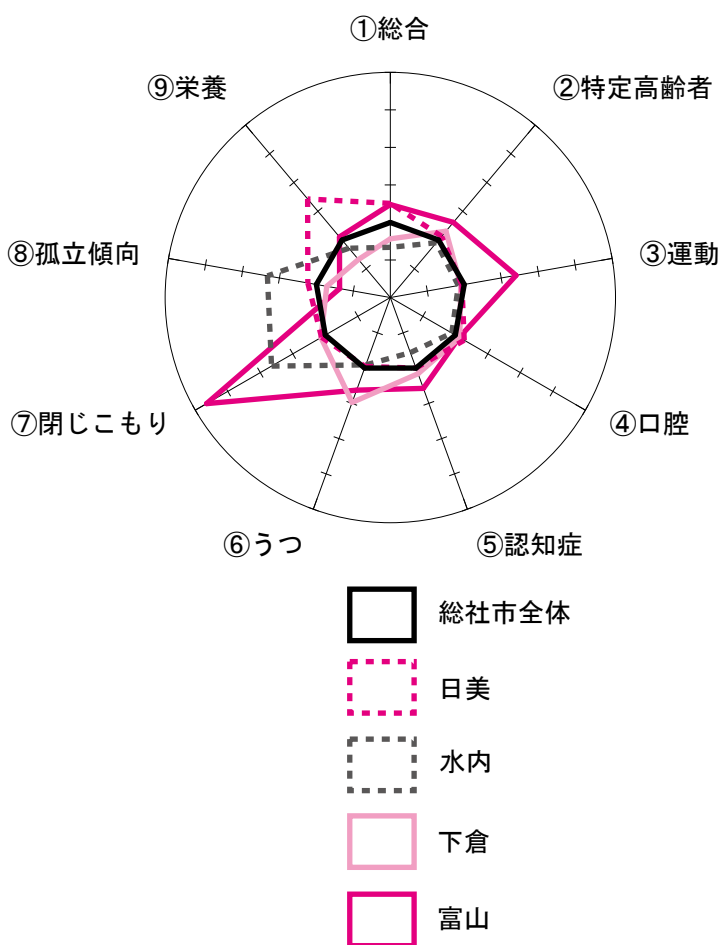 ①総合
②特定高齢者
③運動
④口腔
⑤認知症
⑥うつ
⑦閉じこもり
⑧孤立傾向
⑨栄養
総社市全体
日美
水内
下倉
富山